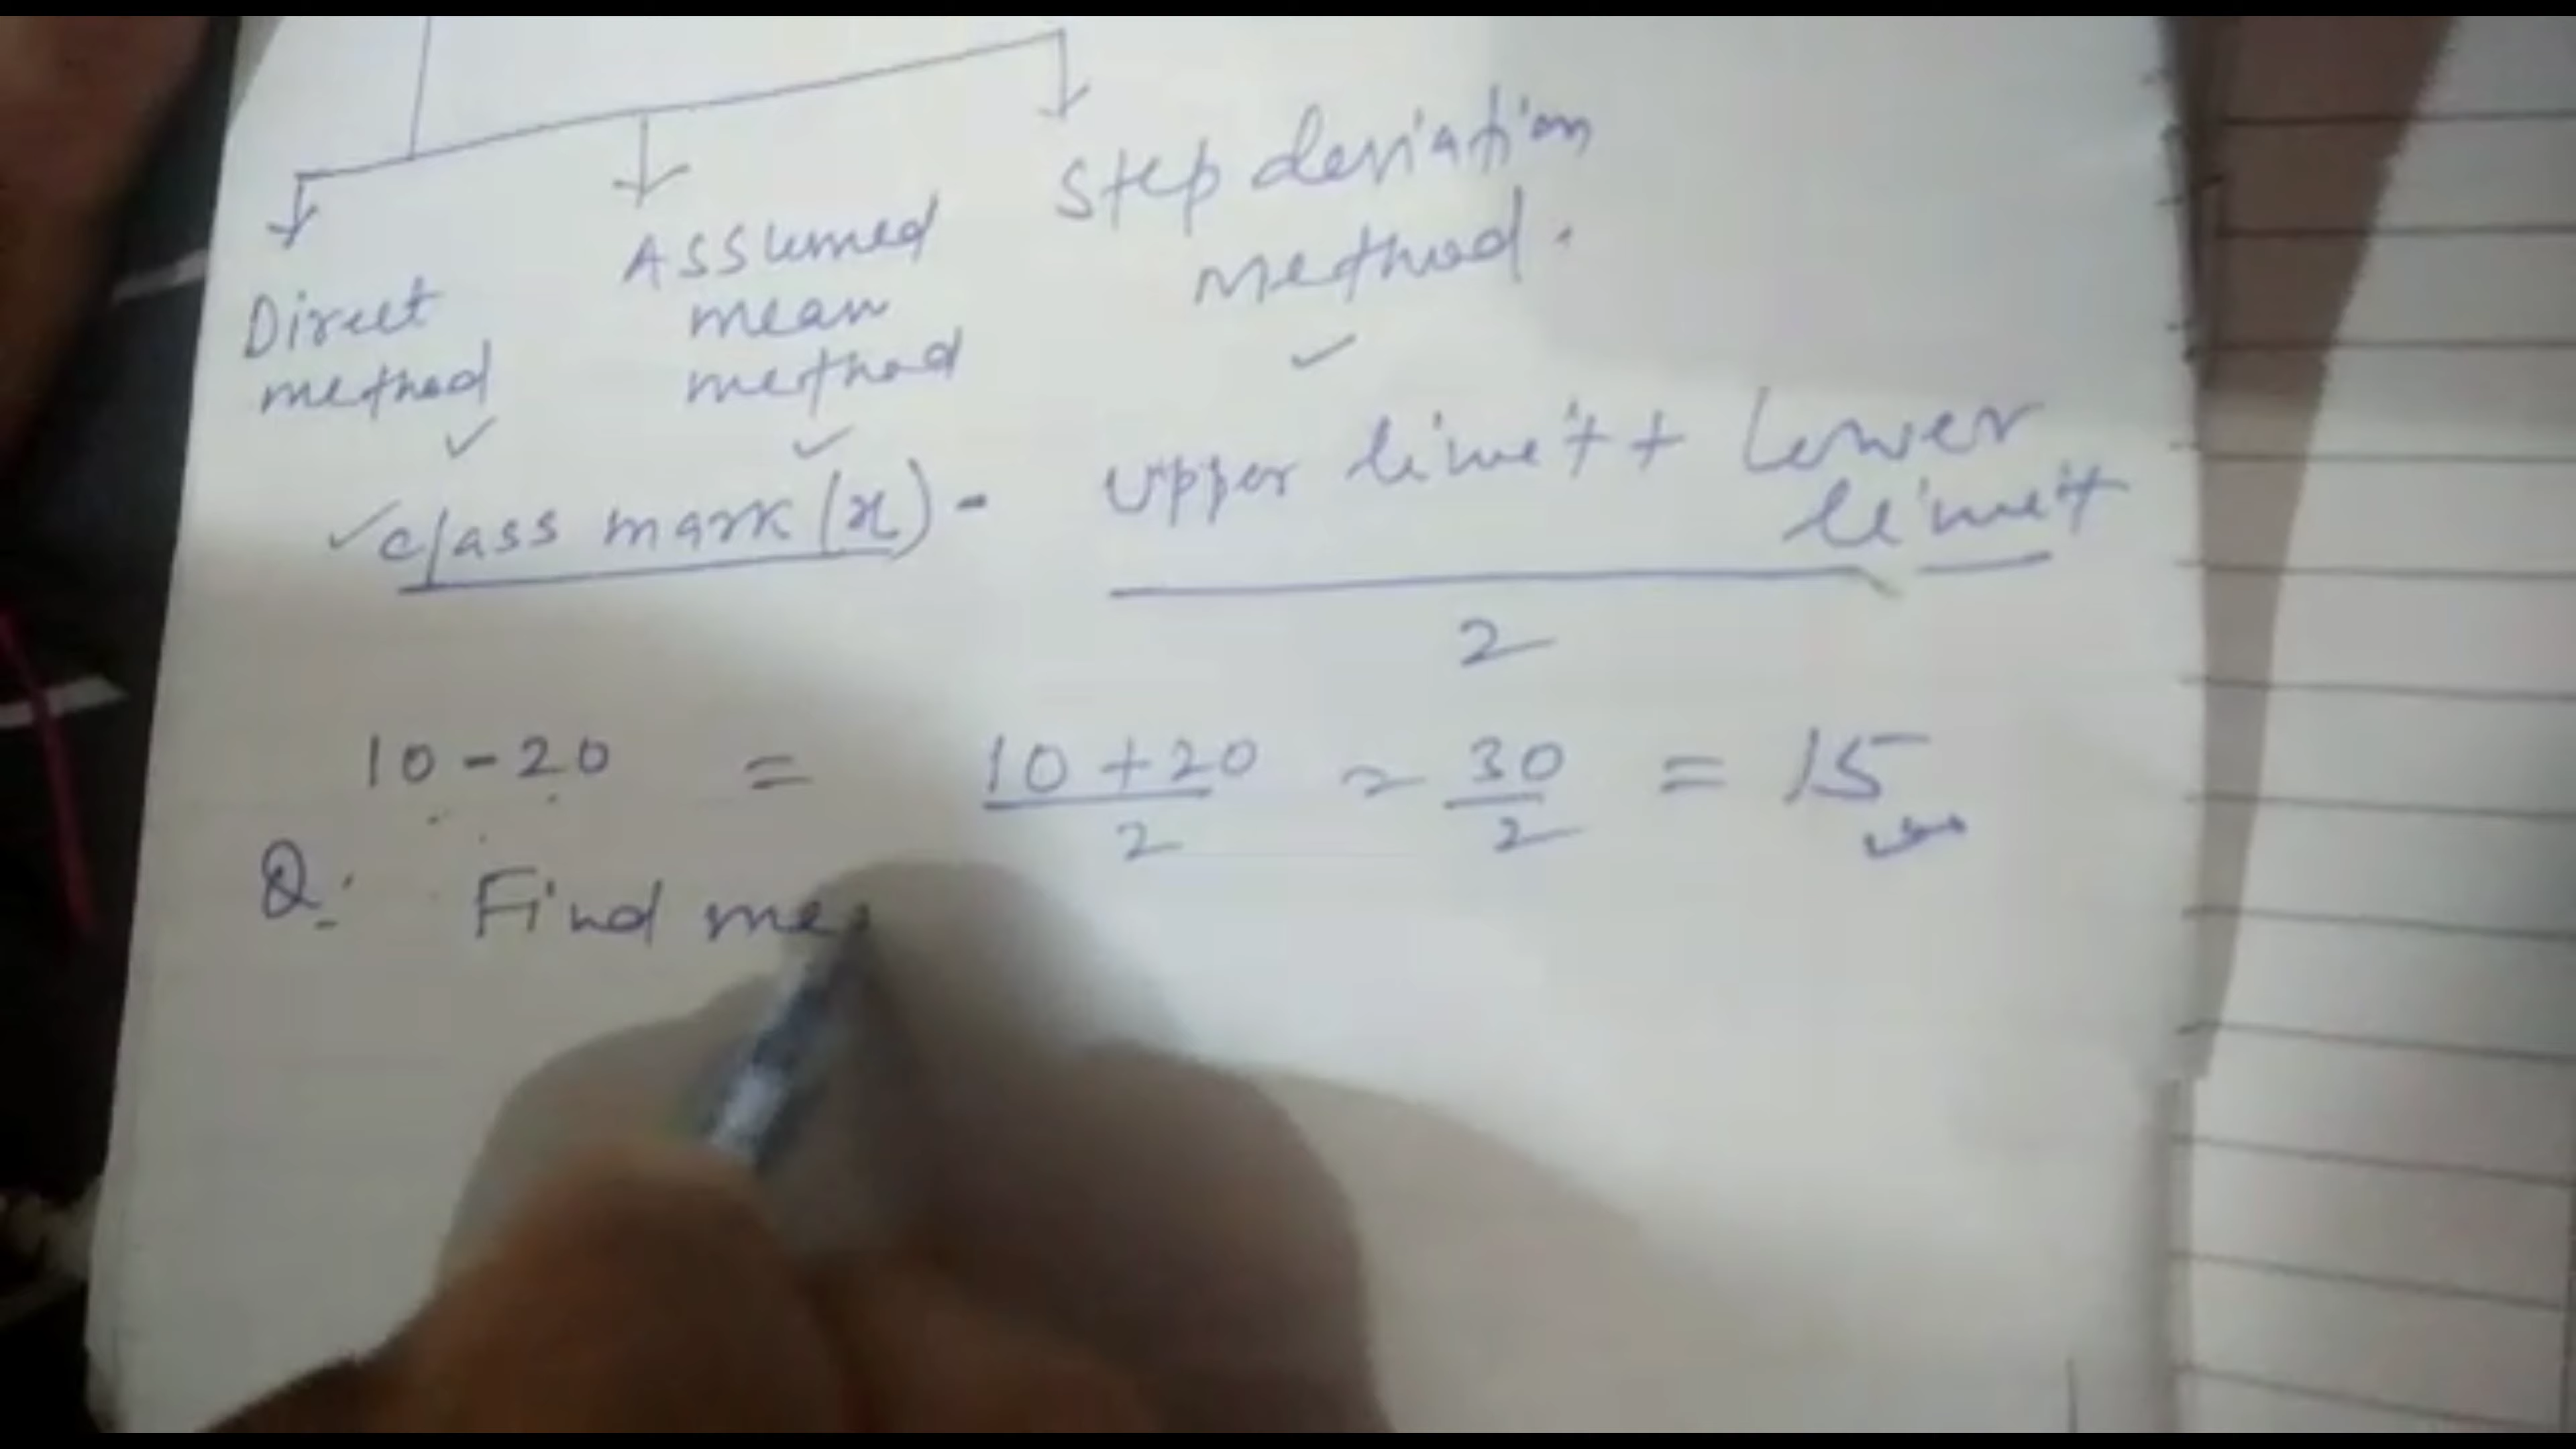 Direct
method
Assumed
mean
method
Step deviation
method.
class mark (x) - upper limit + Lower
limit
2
10 - 20 = 10 + 20 = 30 = 15
2 2
Q: Find mea